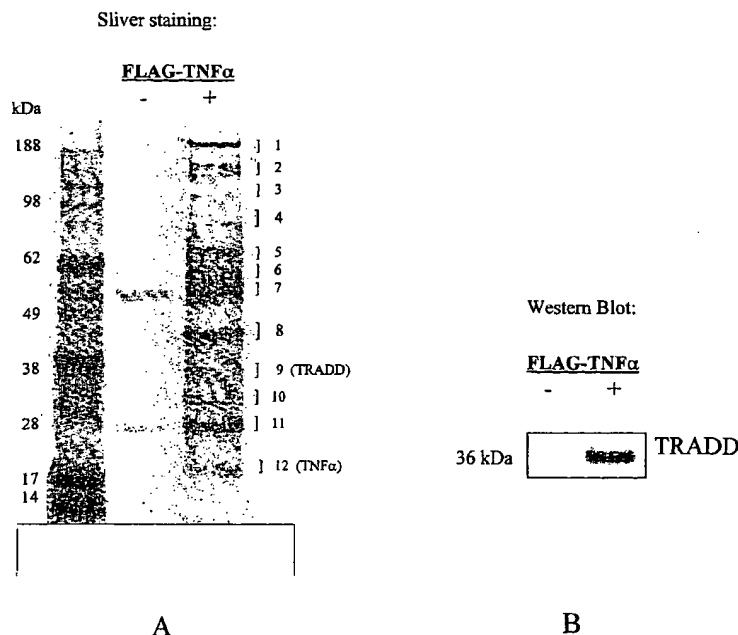 Sliver staining:
FLAG-TNFα
- +
kDa
188
98
62
49
38
28
17
14
] 1
] 2
] 3
] 4
] 5
] 6
] 7
] 8
] 9 (TRADD)
] 10
] 11
] 12 (TNFα)
A
Western Blot:
FLAG-TNFα
- +
36 kDa
TRADD
B